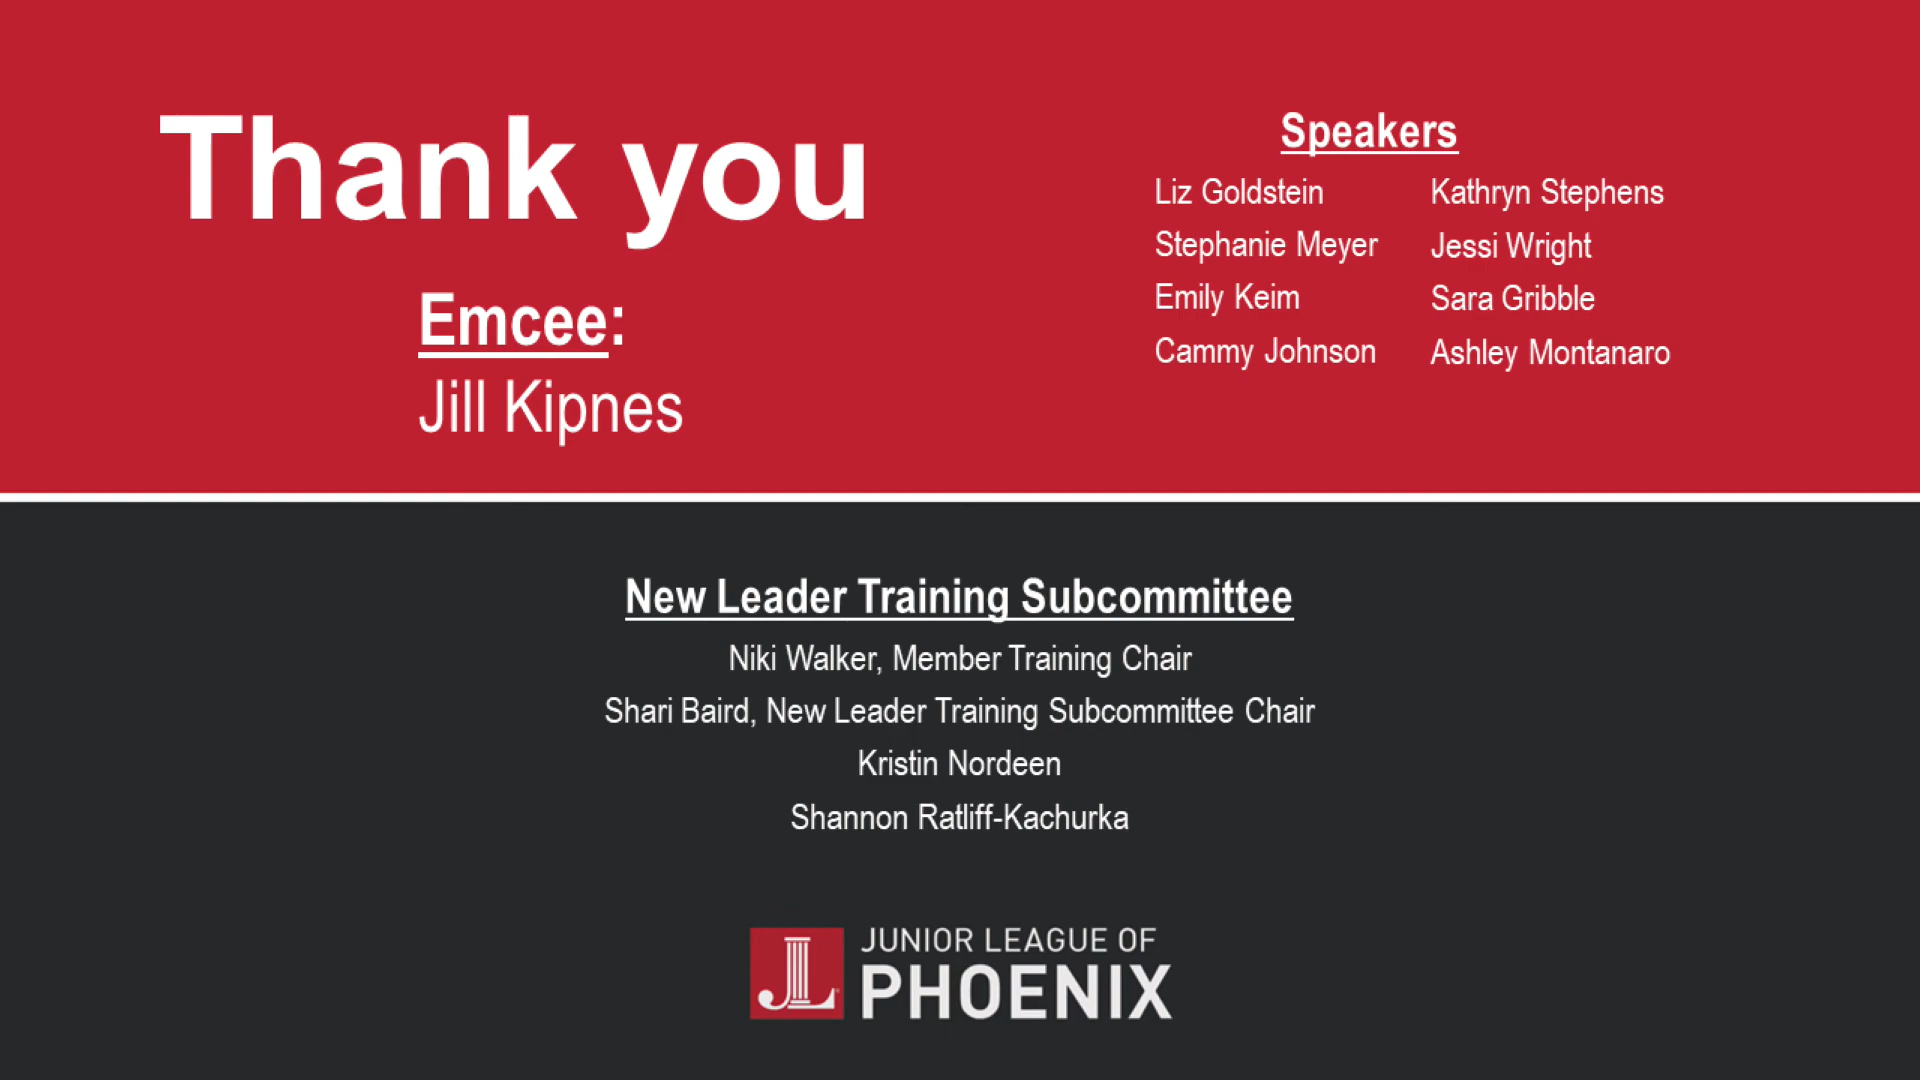 Thank you
Emcee:
Jill Kipnes
Speakers
Liz Goldstein
Stephanie Meyer
Emily Keim
Cammy Johnson
Kathryn Stephens
Jessi Wright
Sara Gribble
Ashley Montanaro
New Leader Training Subcommittee
Niki Walker, Member Training Chair
Shari Baird, New Leader Training Subcommittee Chair
Kristin Nordeen
Shannon Ratliff-Kachurka
JL
JUNIOR LEAGUE OF
PHOENIX